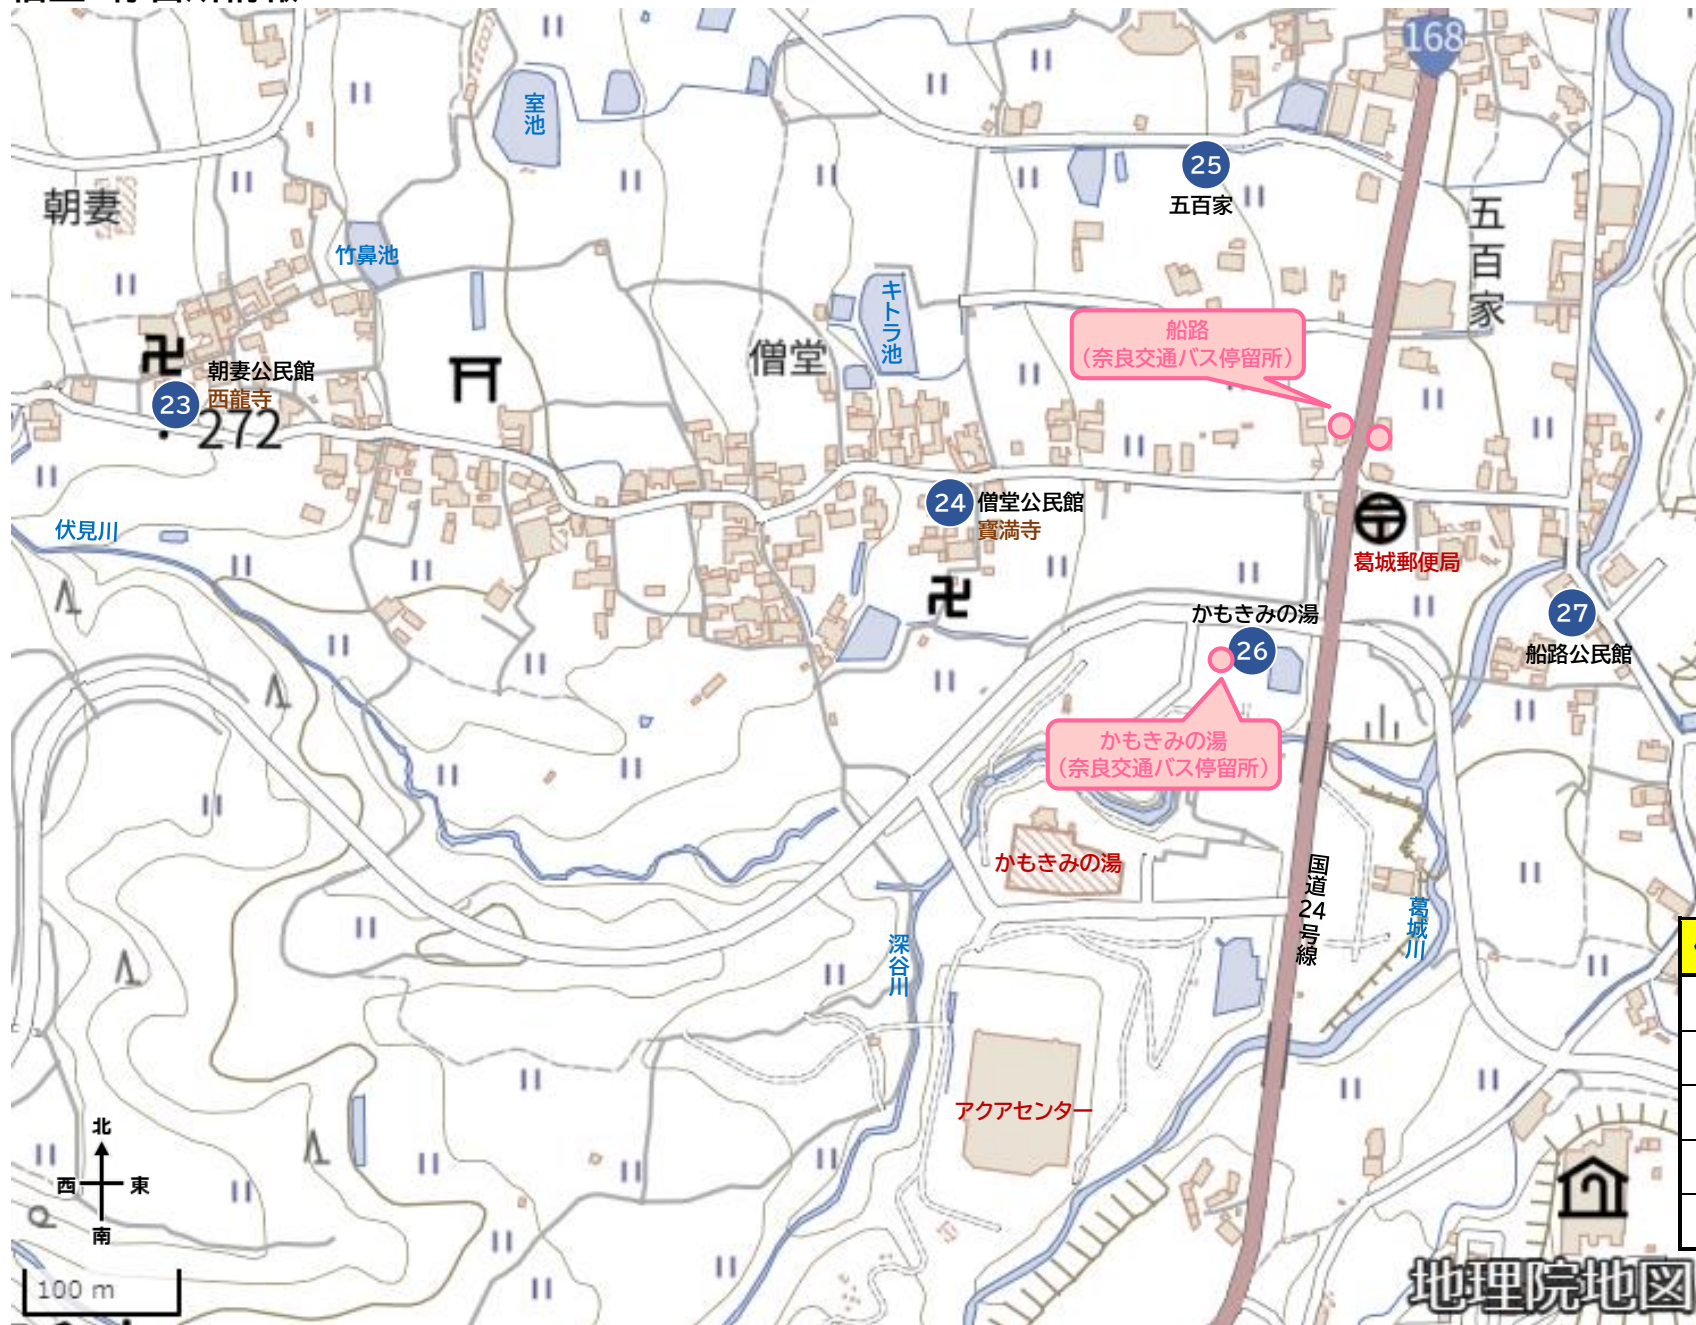 168
室池
25
五百家
朝妻
五百家
竹鼻池
キトラ池
船路
（奈良交通バス停留所）
僧堂
朝妻公民館
23
西龍寺
272
24
僧堂公民館
寳満寺
伏見川
葛城郵便局
かもきみの湯
26
27
船路公民館
かもきみの湯
（奈良交通バス停留所）
かもきみの湯
国道24号線
葛城川
深谷川
アクアセンター
北
西
東
南
100 m
地理院地図